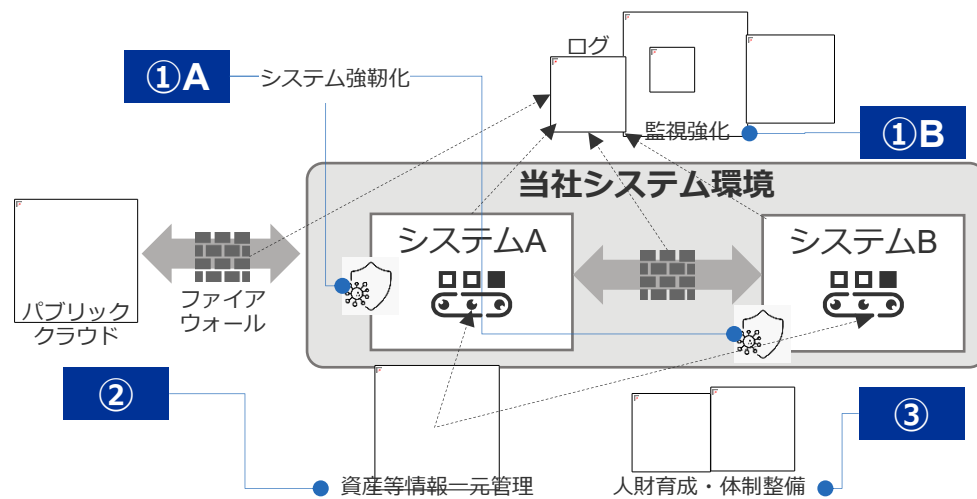 ログ
①A
システム強靭化
監視強化
①B
当社システム環境
システムA
システムB
ファイア
ウォール
パブリック
クラウド
②
③
資産等情報一元管理
人財育成・体制整備